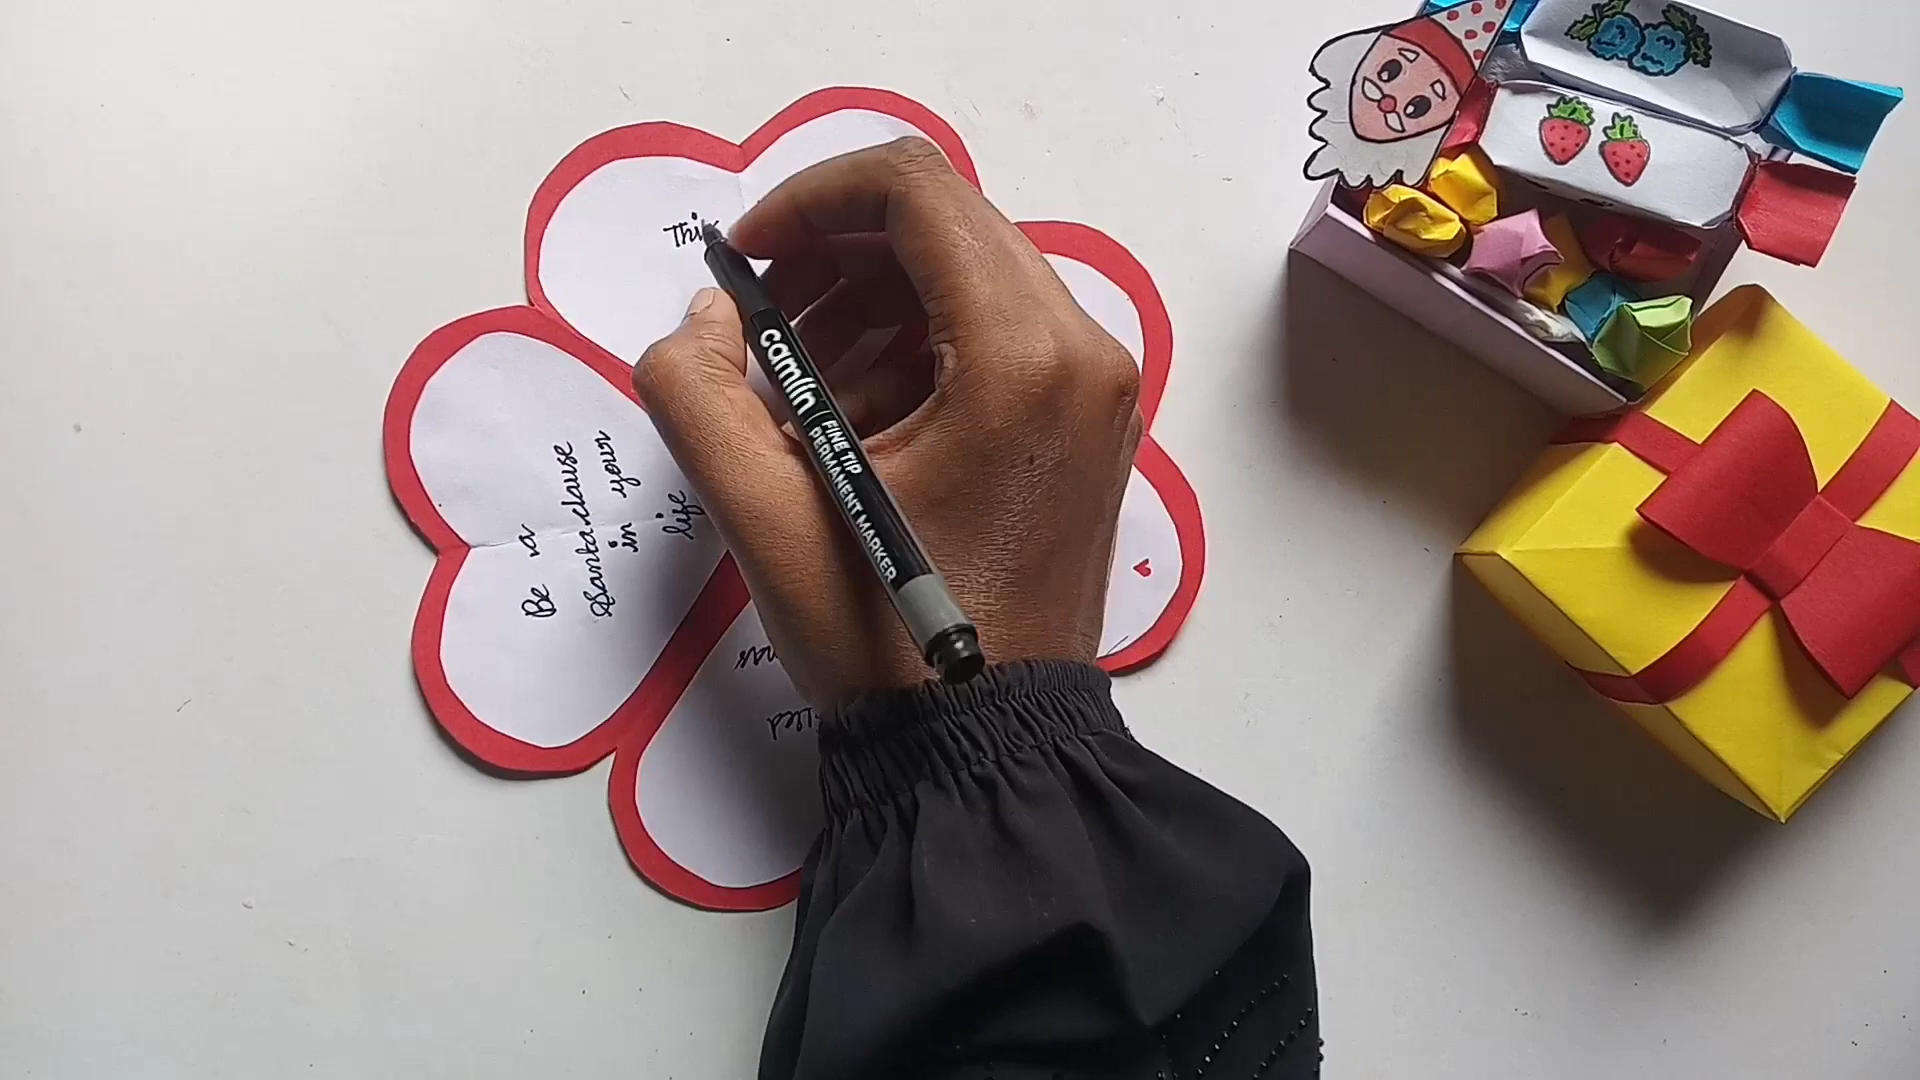 This
Be a
Santa clause
in your
life
camlin
FINE TIP
PERMANENT MARKER